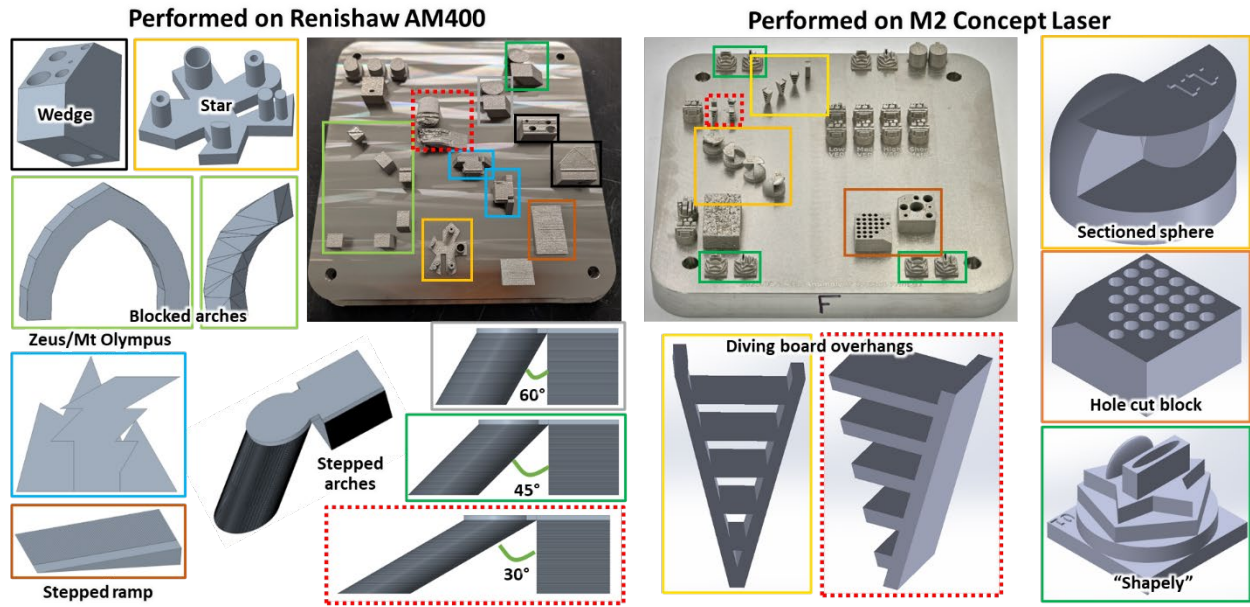 Performed on Renishaw AM400
Performed on M2 Concept Laser
Wedge
Star
Blocked arches
Zeus/Mt Olympus
Stepped
arches
60°
45°
30°
Stepped ramp
F
Diving board overhangs
Sectioned sphere
Hole cut block
"Shapely"